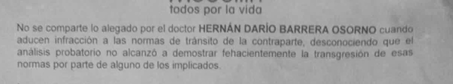 todos por la vida
No se comparte lo alegado por el doctor HERNÁN DARÍO BARRERA OSORNO cuando
aducen infracción a las normas de tránsito de la contraparte, desconociendo que el
análisis probatorio no alcanzó a demostrar fehacientemente la transgresión de esas
normas por parte de alguno de los implicados.